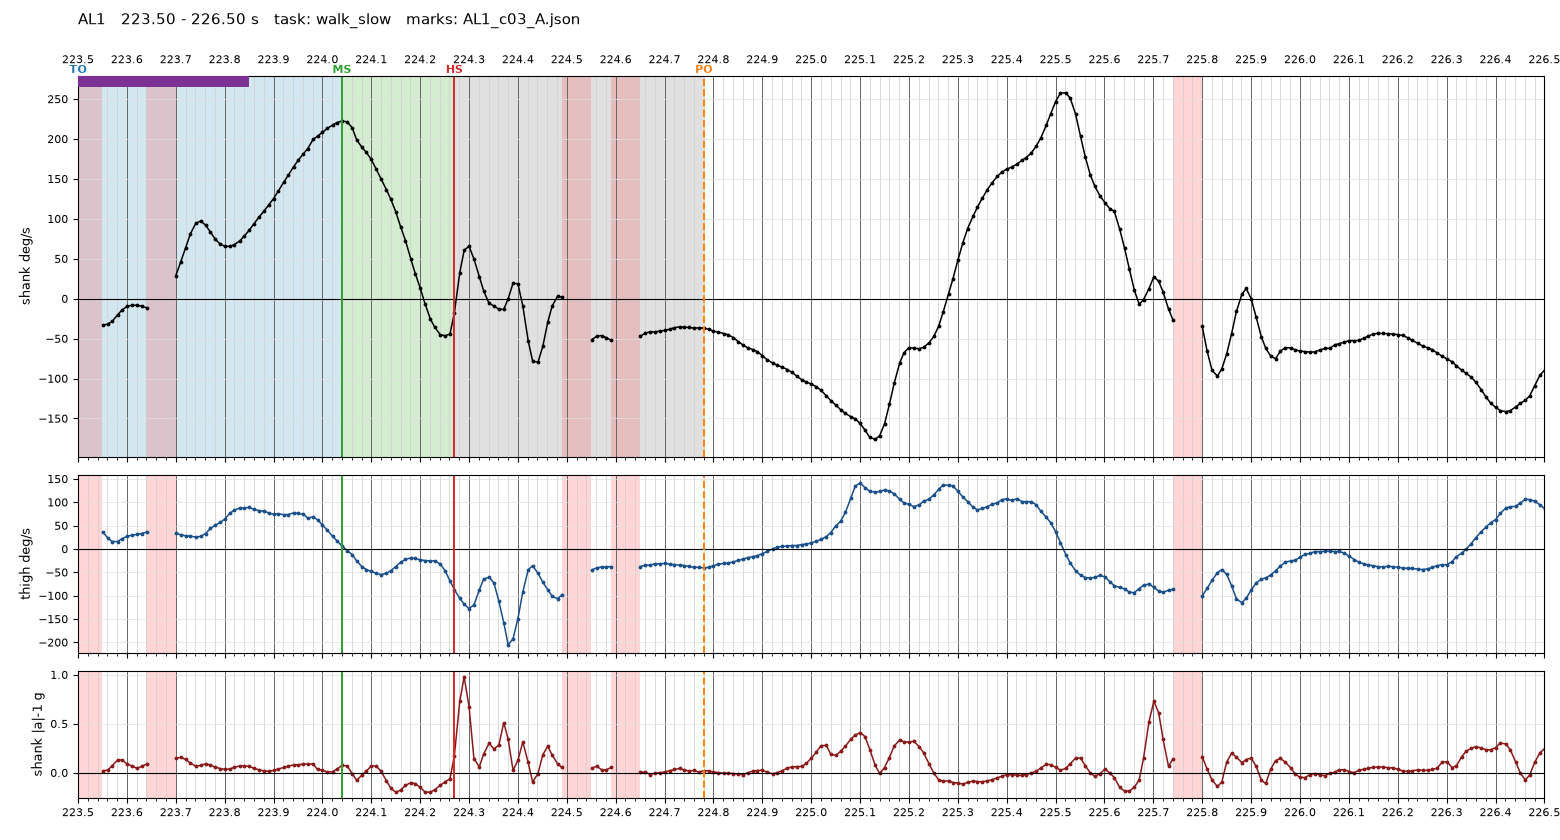 AL1 223.50 - 226.50 s task: walk_slow marks: AL1_c03_A.json
223.5 223.6 223.7 223.8 223.9 224.0 224.1 224.2 224.3 224.4 224.5 224.6 224.7 224.8 224.9 225.0 225.1 225.2 225.3 225.4 225.5 225.6 225.7 225.8 225.9 226.0 226.1 226.2 226.3 226.4 226.5
TO MS HS PO
shank deg/s
250
200
150
100
50
0
−50
−100
−150
thigh deg/s
150
100
50
0
−50
−100
−150
−200
shank |a|-1 g
1.0
0.5
0.0
223.5 223.6 223.7 223.8 223.9 224.0 224.1 224.2 224.3 224.4 224.5 224.6 224.7 224.8 224.9 225.0 225.1 225.2 225.3 225.4 225.5 225.6 225.7 225.8 225.9 226.0 226.1 226.2 226.3 226.4 226.5